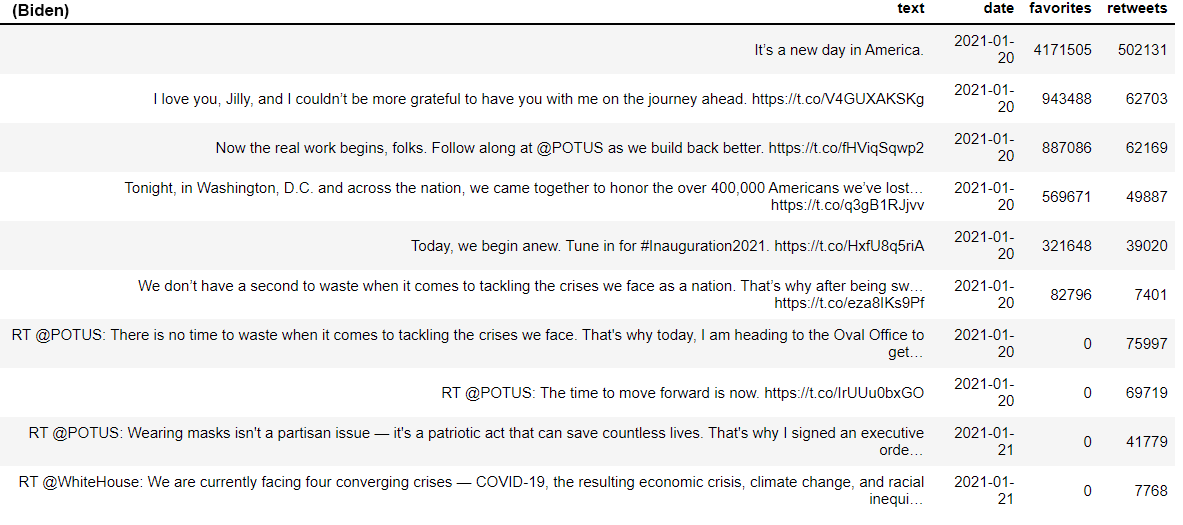 (Biden) text date favorites retweets
It’s a new day in America. 2021-01-20 4171505 502131
I love you, Jilly, and I couldn’t be more grateful to have you with me on the journey ahead. https://t.co/V4GUXAKSKg 2021-01-20 943488 62703
Now the real work begins, folks. Follow along at @POTUS as we build back better. https://t.co/fHViqSqwp2 2021-01-20 887086 62169
Tonight, in Washington, D.C. and across the nation, we came together to honor the over 400,000 Americans we’ve lost…
https://t.co/q3gB1RJjvv 2021-01-20 569671 49887
Today, we begin anew. Tune in for #Inauguration2021. https://t.co/HxfU8q5riA 2021-01-20 321648 39020
We don’t have a second to waste when it comes to tackling the crises we face as a nation. That’s why after being sw…
https://t.co/eza8IKs9Pf 2021-01-20 82796 7401
RT @POTUS: There is no time to waste when it comes to tackling the crises we face. That's why today, I am heading to the Oval Office to
get… 2021-01-20 0 75997
RT @POTUS: The time to move forward is now. https://t.co/IrUUu0bxGO 2021-01-20 0 69719
RT @POTUS: Wearing masks isn't a partisan issue — it's a patriotic act that can save countless lives. That's why I signed an executive
orde… 2021-01-21 0 41779
RT @WhiteHouse: We are currently facing four converging crises — COVID-19, the resulting economic crisis, climate change, and racial
inequi… 2021-01-21 0 7768